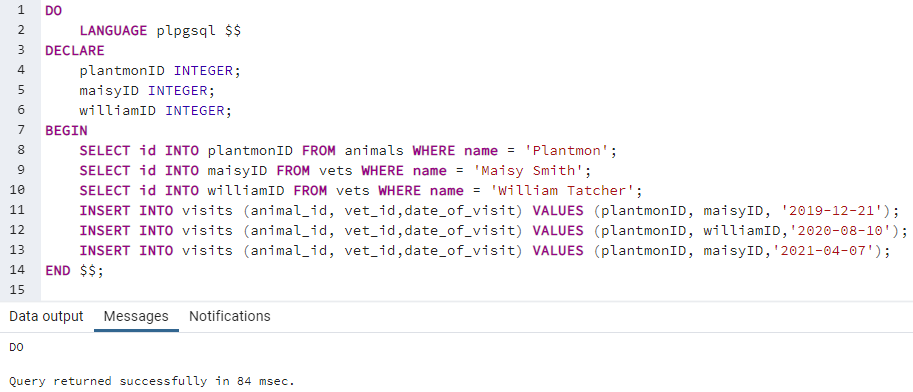 1 DO
2 LANGUAGE plpgsql $$
3 DECLARE
4 plantmonID INTEGER;
5 maisyID INTEGER;
6 williamID INTEGER;
7 BEGIN
8 SELECT id INTO plantmonID FROM animals WHERE name = 'Plantmon';
9 SELECT id INTO maisyID FROM vets WHERE name = 'Maisy Smith';
10 SELECT id INTO williamID FROM vets WHERE name = 'William Tatcher';
11 INSERT INTO visits (animal_id, vet_id,date_of_visit) VALUES (plantmonID, maisyID, '2019-12-21');
12 INSERT INTO visits (animal_id, vet_id,date_of_visit) VALUES (plantmonID, williamID,'2020-08-10');
13 INSERT INTO visits (animal_id, vet_id,date_of_visit) VALUES (plantmonID, maisyID,'2021-04-07');
14 END $$;
15
Data output Messages Notifications
DO
Query returned successfully in 84 msec.